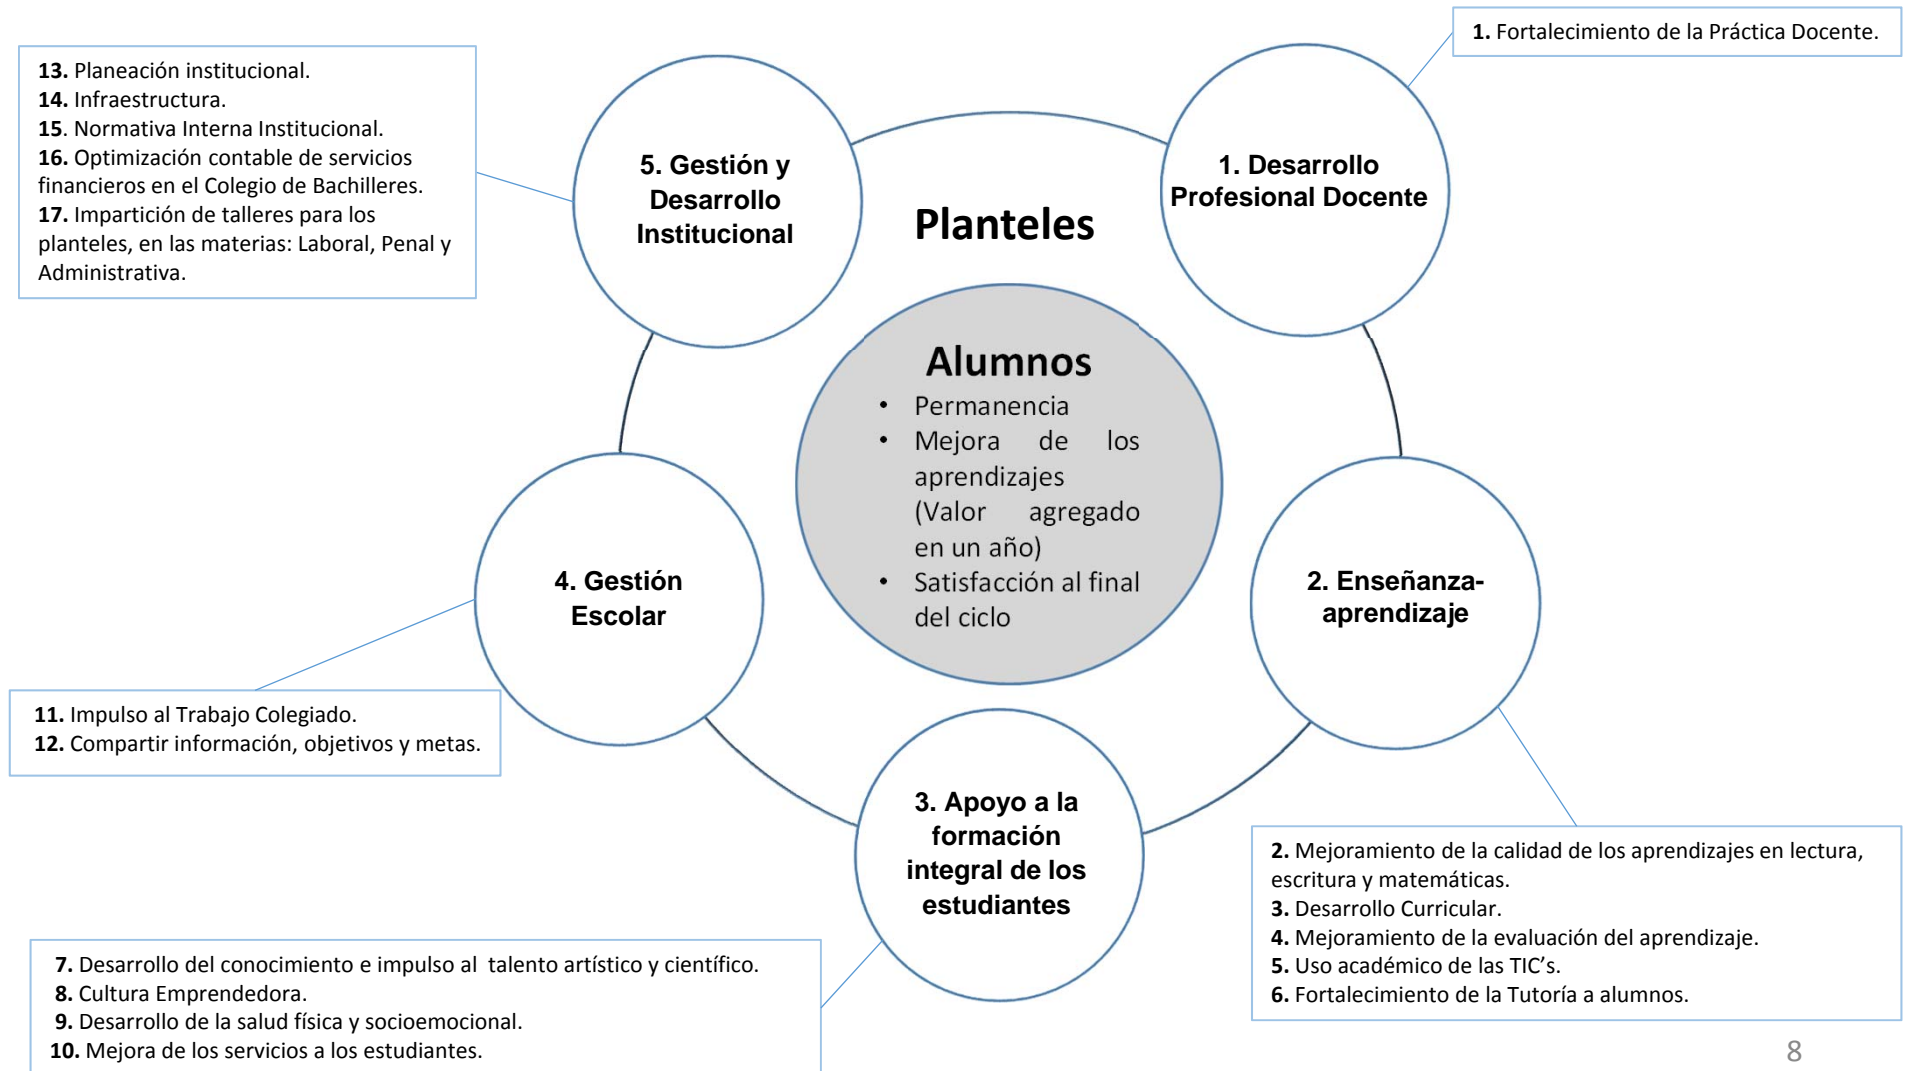 1. Fortalecimiento de la Práctica Docente.
13. Planeación institucional.
14. Infraestructura.
15. Normativa Interna Institucional.
16. Optimización contable de servicios
financieros en el Colegio de Bachilleres.
17. Impartición de talleres para los
planteles, en las materias: Laboral, Penal y
Administrativa.
5. Gestión y
Desarrollo
Institucional
Planteles
1. Desarrollo
Profesional Docente
Alumnos
• Permanencia
• Mejora de los
aprendizajes
(Valor agregado
en un año)
• Satisfacción al final
del ciclo
4. Gestión
Escolar
2. Enseñanza-
aprendizaje
11. Impulso al Trabajo Colegiado.
12. Compartir información, objetivos y metas.
3. Apoyo a la
formación
integral de los
estudiantes
2. Mejoramiento de la calidad de los aprendizajes en lectura,
escritura y matemáticas.
3. Desarrollo Curricular.
4. Mejoramiento de la evaluación del aprendizaje.
5. Uso académico de las TIC’s.
6. Fortalecimiento de la Tutoría a alumnos.
7. Desarrollo del conocimiento e impulso al talento artístico y científico.
8. Cultura Emprendedora.
9. Desarrollo de la salud física y socioemocional.
10. Mejora de los servicios a los estudiantes.
8